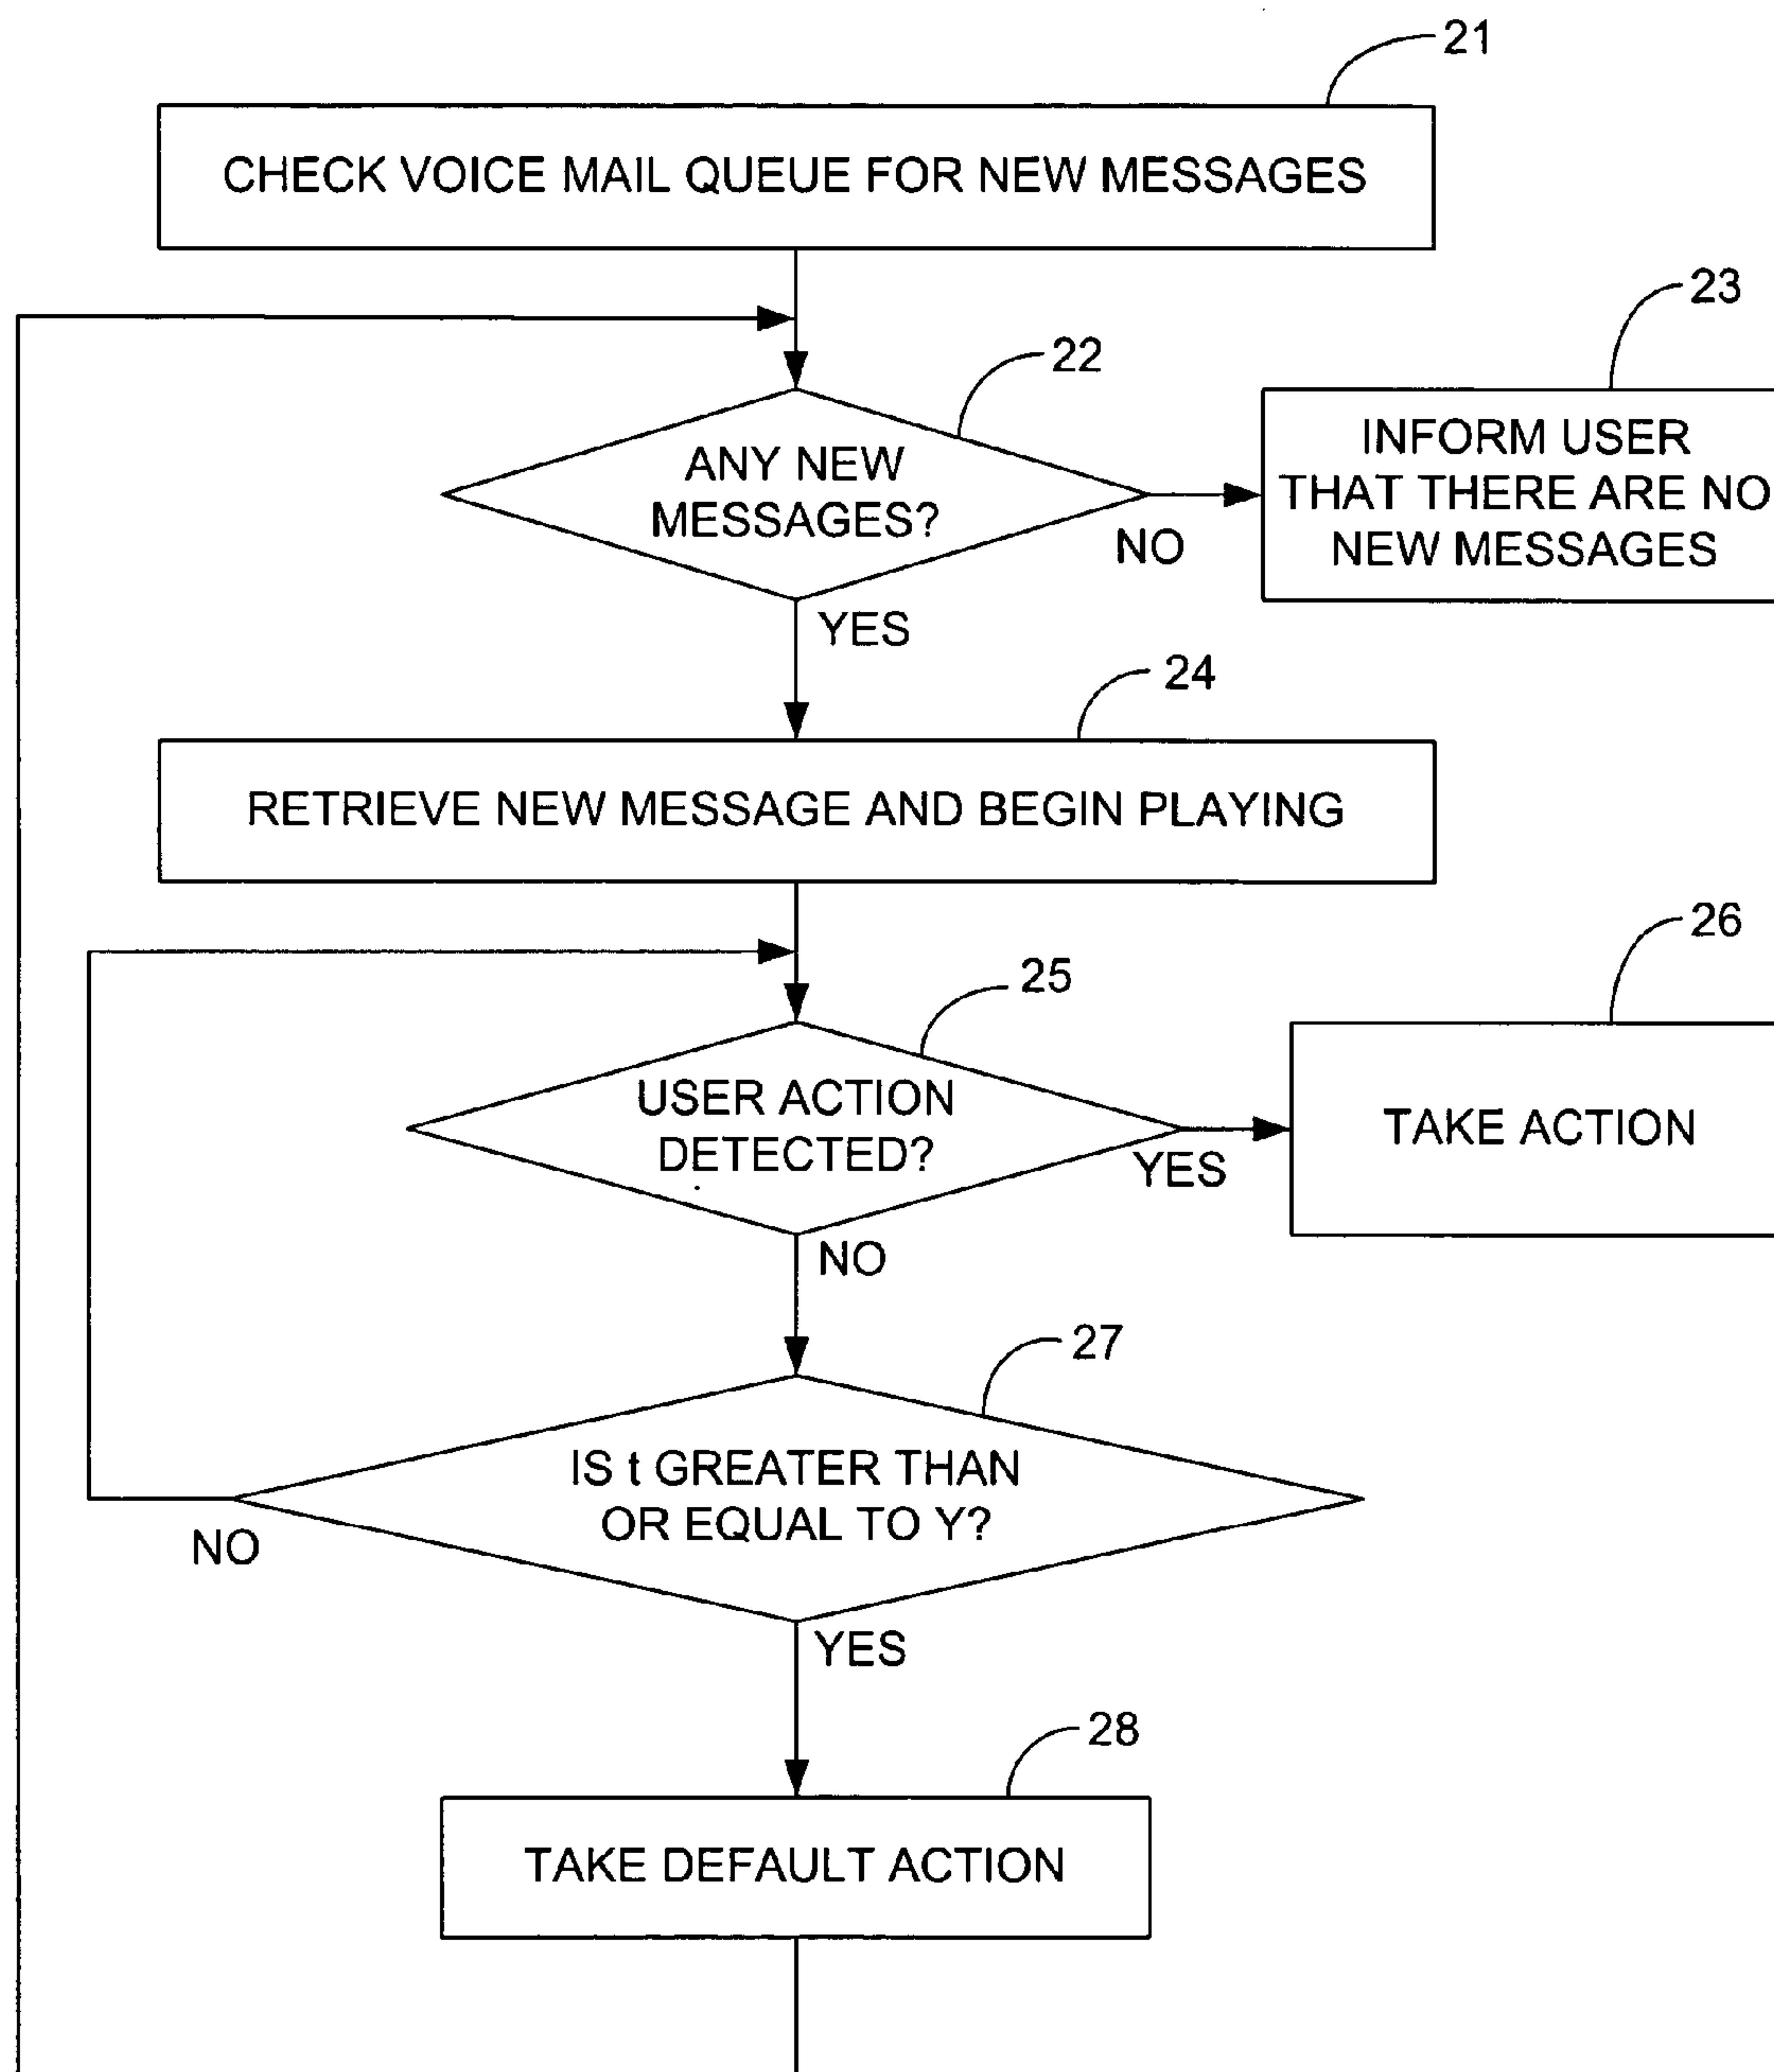 21
CHECK VOICE MAIL QUEUE FOR NEW MESSAGES
23
22
ANY NEW
MESSAGES?
NO
INFORM USER
THAT THERE ARE NO
NEW MESSAGES
YES
24
RETRIEVE NEW MESSAGE AND BEGIN PLAYING
26
25
USER ACTION
DETECTED?
YES
TAKE ACTION
NO
27
IS t GREATER THAN
OR EQUAL TO Y?
NO
YES
28
TAKE DEFAULT ACTION